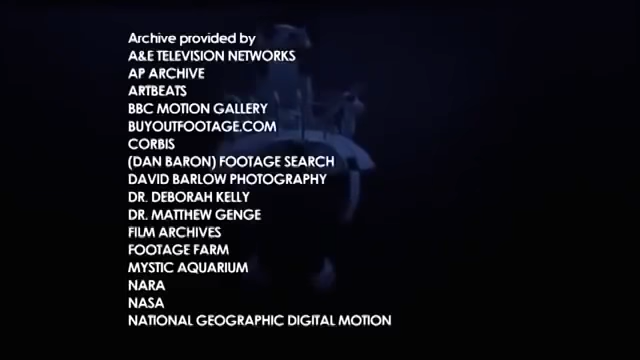 Archive provided by
A&E TELEVISION NETWORKS
AP ARCHIVE
ARTBEATS
BBC MOTION GALLERY
BUYOUTFOOTAGE.COM
CORBIS
(DAN BARON) FOOTAGE SEARCH
DAVID BARLOW PHOTOGRAPHY
DR. DEBORAH KELLY
DR. MATTHEW GENGE
FILM ARCHIVES
FOOTAGE FARM
MYSTIC AQUARIUM
NARA
NASA
NATIONAL GEOGRAPHIC DIGITAL MOTION